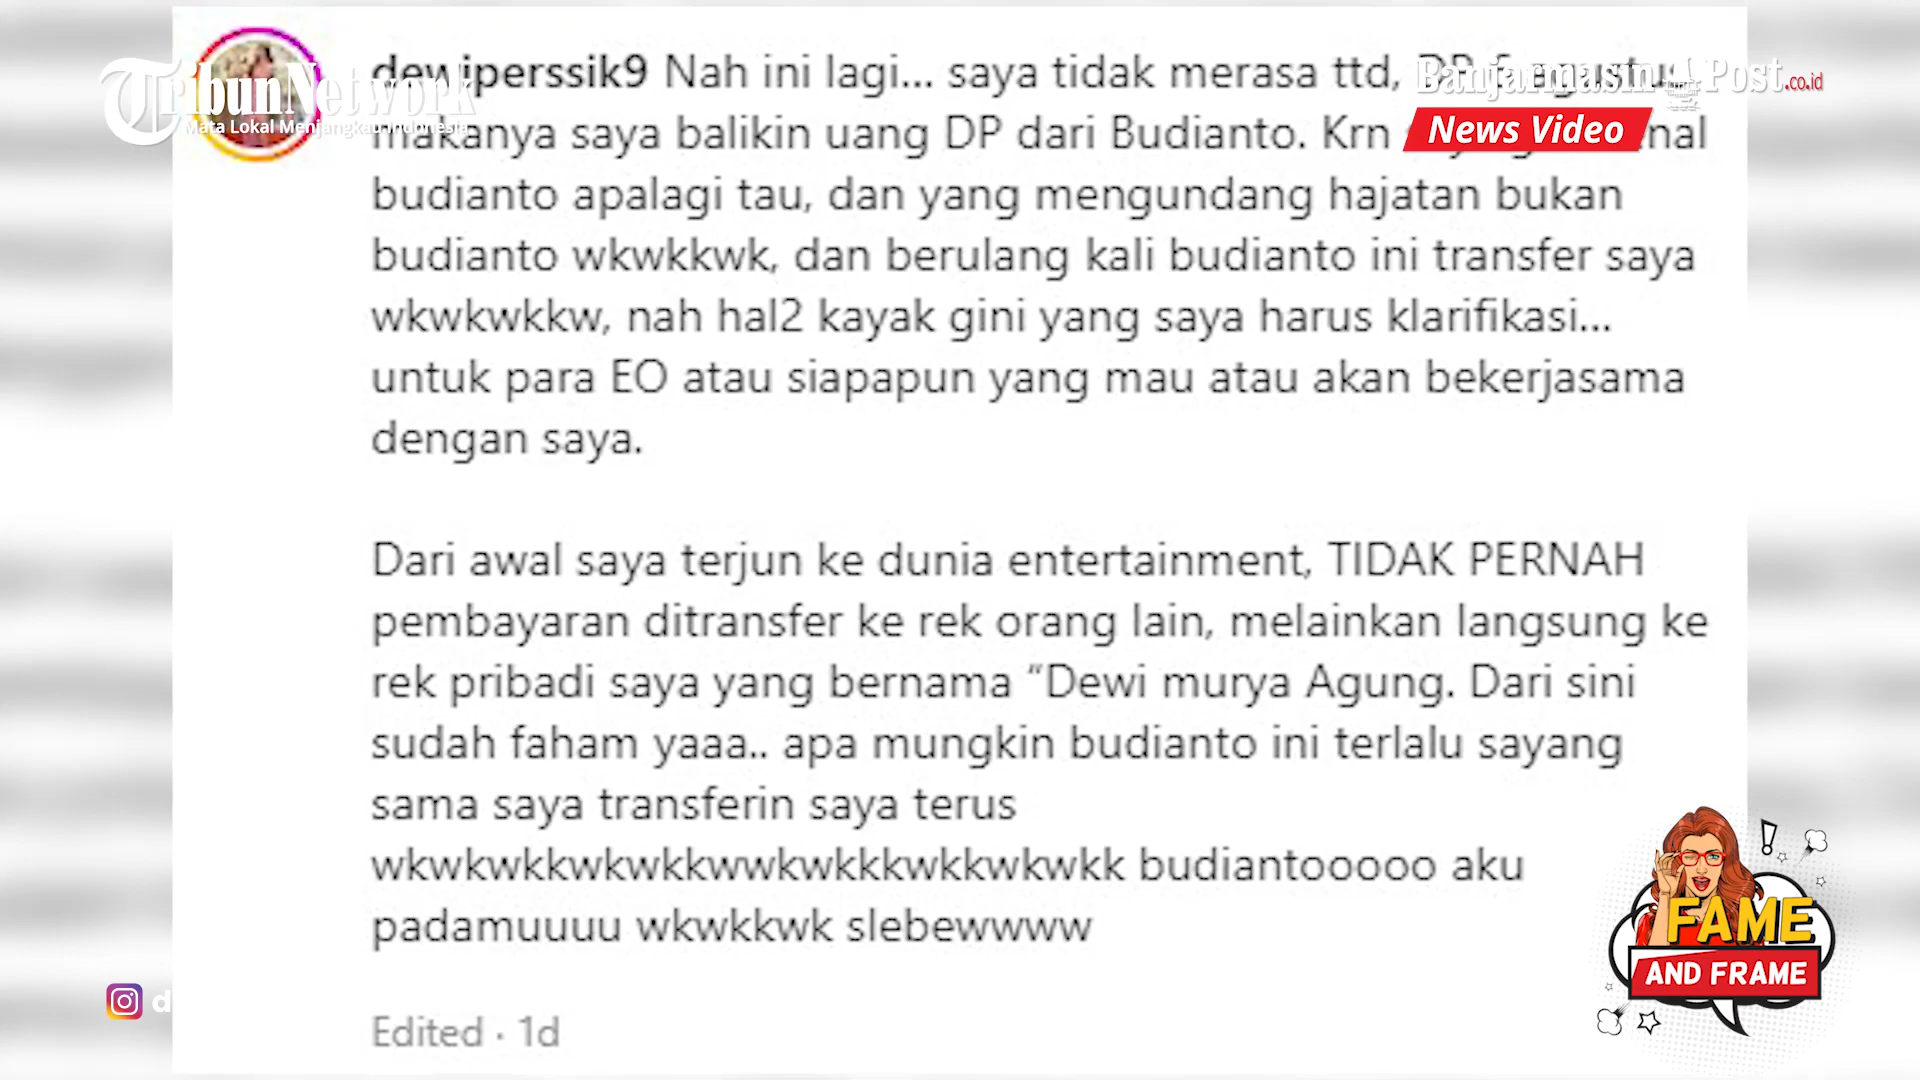 TribunNetwork
Mata Lokal Menjangkau Indonesia
Banjarmasin Post.co.id
News Video
dewiperssik9 Nah ini lagi... saya tidak merasa ttd, DP
makanya saya balikin uang DP dari Budianto. Krn
budianto apalagi tau, dan yang mengundang hajatan bukan
budianto wkwkkwk, dan berulang kali budianto ini transfer saya
wkwkwkkw, nah hal2 kayak gini yang saya harus klarifikasi...
untuk para EO atau siapapun yang mau atau akan bekerjasama
dengan saya.
Dari awal saya terjun ke dunia entertainment, TIDAK PERNAH
pembayaran ditransfer ke rek orang lain, melainkan langsung ke
rek pribadi saya yang bernama “Dewi murya Agung. Dari sini
sudah faham yaaa.. apa mungkin budianto ini terlalu sayang
sama saya transferin saya terus
wkwkwkkwkwkkwwkwkkkwkkwkwkk budiantooooo aku
padamuuuu wkwkkwk slebewwww
Edited · 1d
FAME
AND FRAME